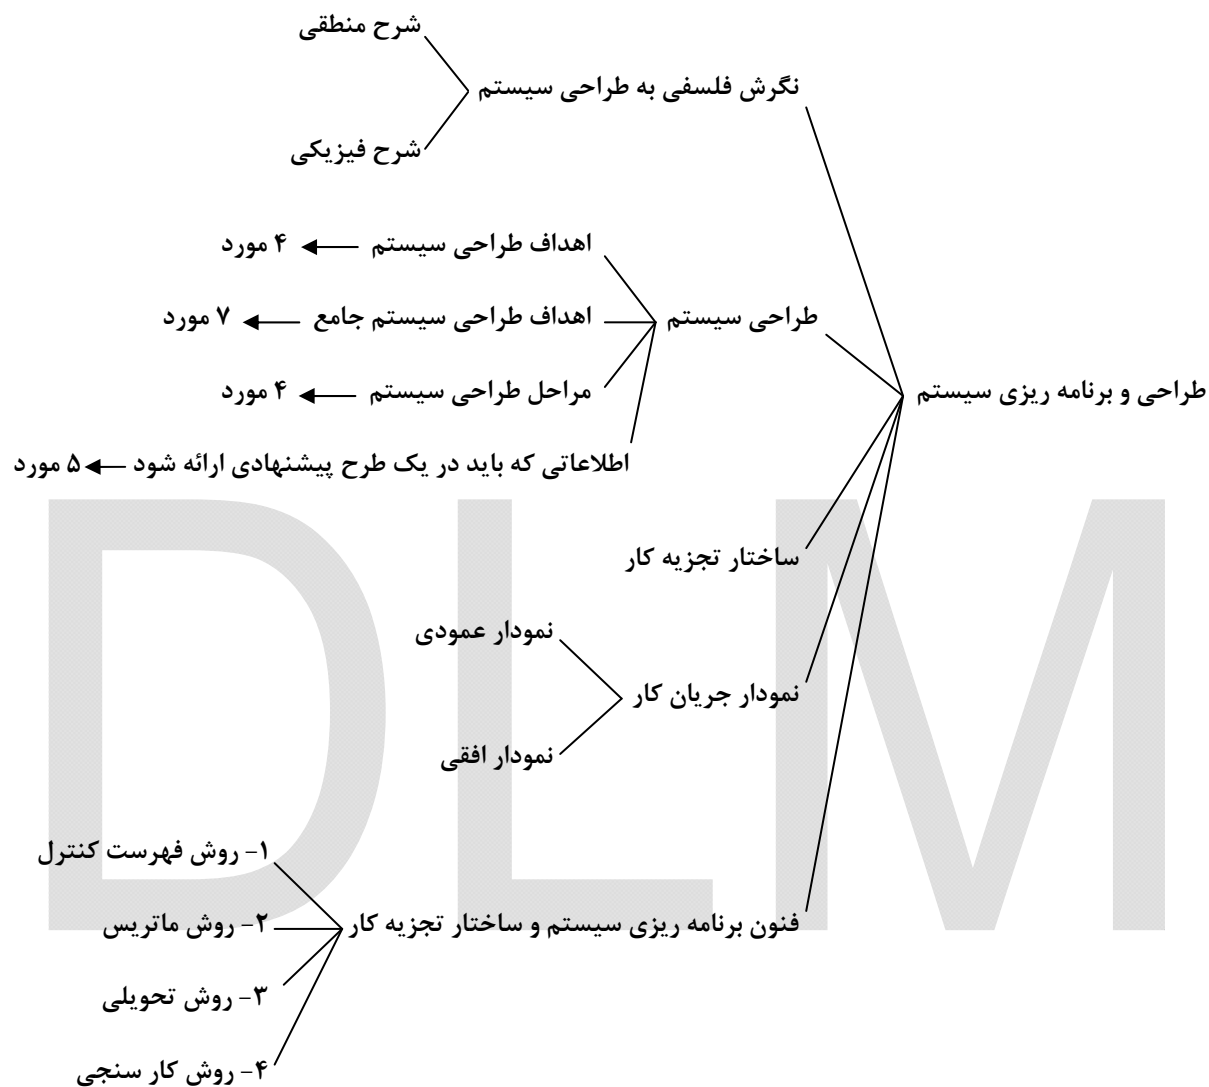 شرح منطقی
نگرش فلسفی به طراحی سیستم
شرح فیزیکی
اهداف طراحی سیستم ۴ مورد
طراحی سیستم
اهداف طراحی سیستم جامع ۷ مورد
مراحل طراحی سیستم ۴ مورد
طراحی و برنامه ریزی سیستم
اطلاعاتی که باید در یک طرح پیشنهادی ارائه شود ۵ مورد
ساختار تجزیه کار
نمودار عمودی
نمودار جریان کار
نمودار افقی
۱- روش فهرست کنترل
فنون برنامه ریزی سیستم و ساختار تجزیه کار
۲- روش ماتریس
۳- روش تحویلی
۴- روش کار سنجی
DLM